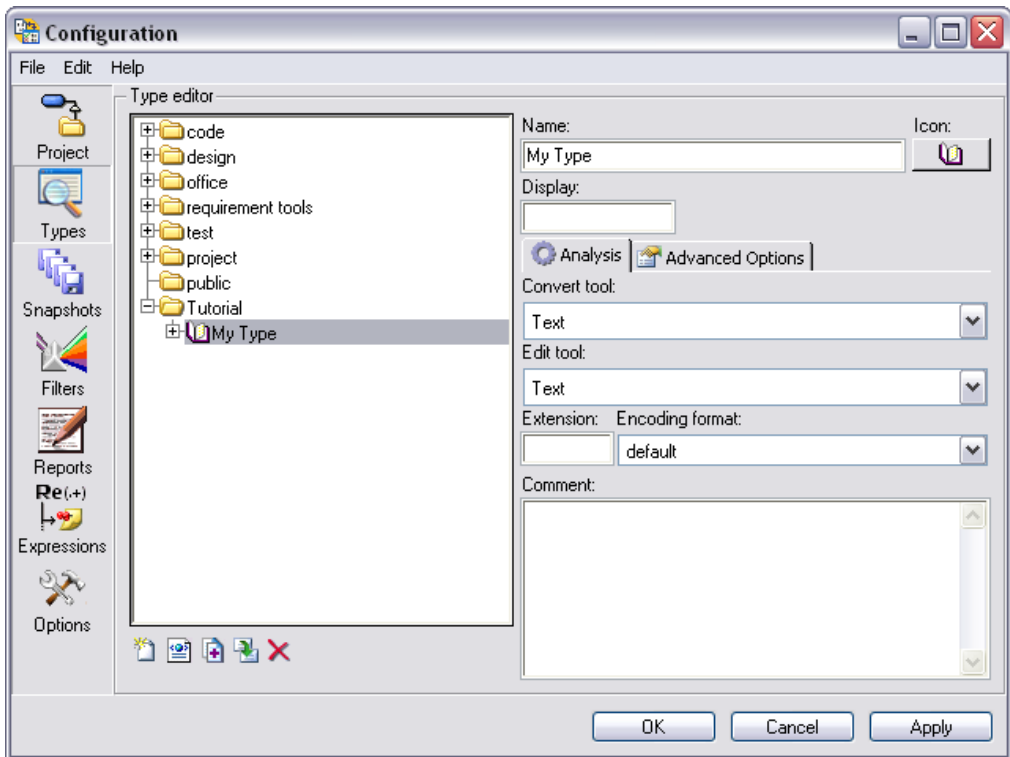 Configuration
File Edit Help
Project
Types
Snapshots
Filters
Reports
Re(.+)
Expressions
Options
Type editor
code
design
office
requirement tools
test
project
public
Tutorial
My Type
Name:
Icon:
My Type
Display:
Analysis
Advanced Options
Convert tool:
Text
Edit tool:
Text
Extension: Encoding format:
default
Comment:
OK Cancel Apply